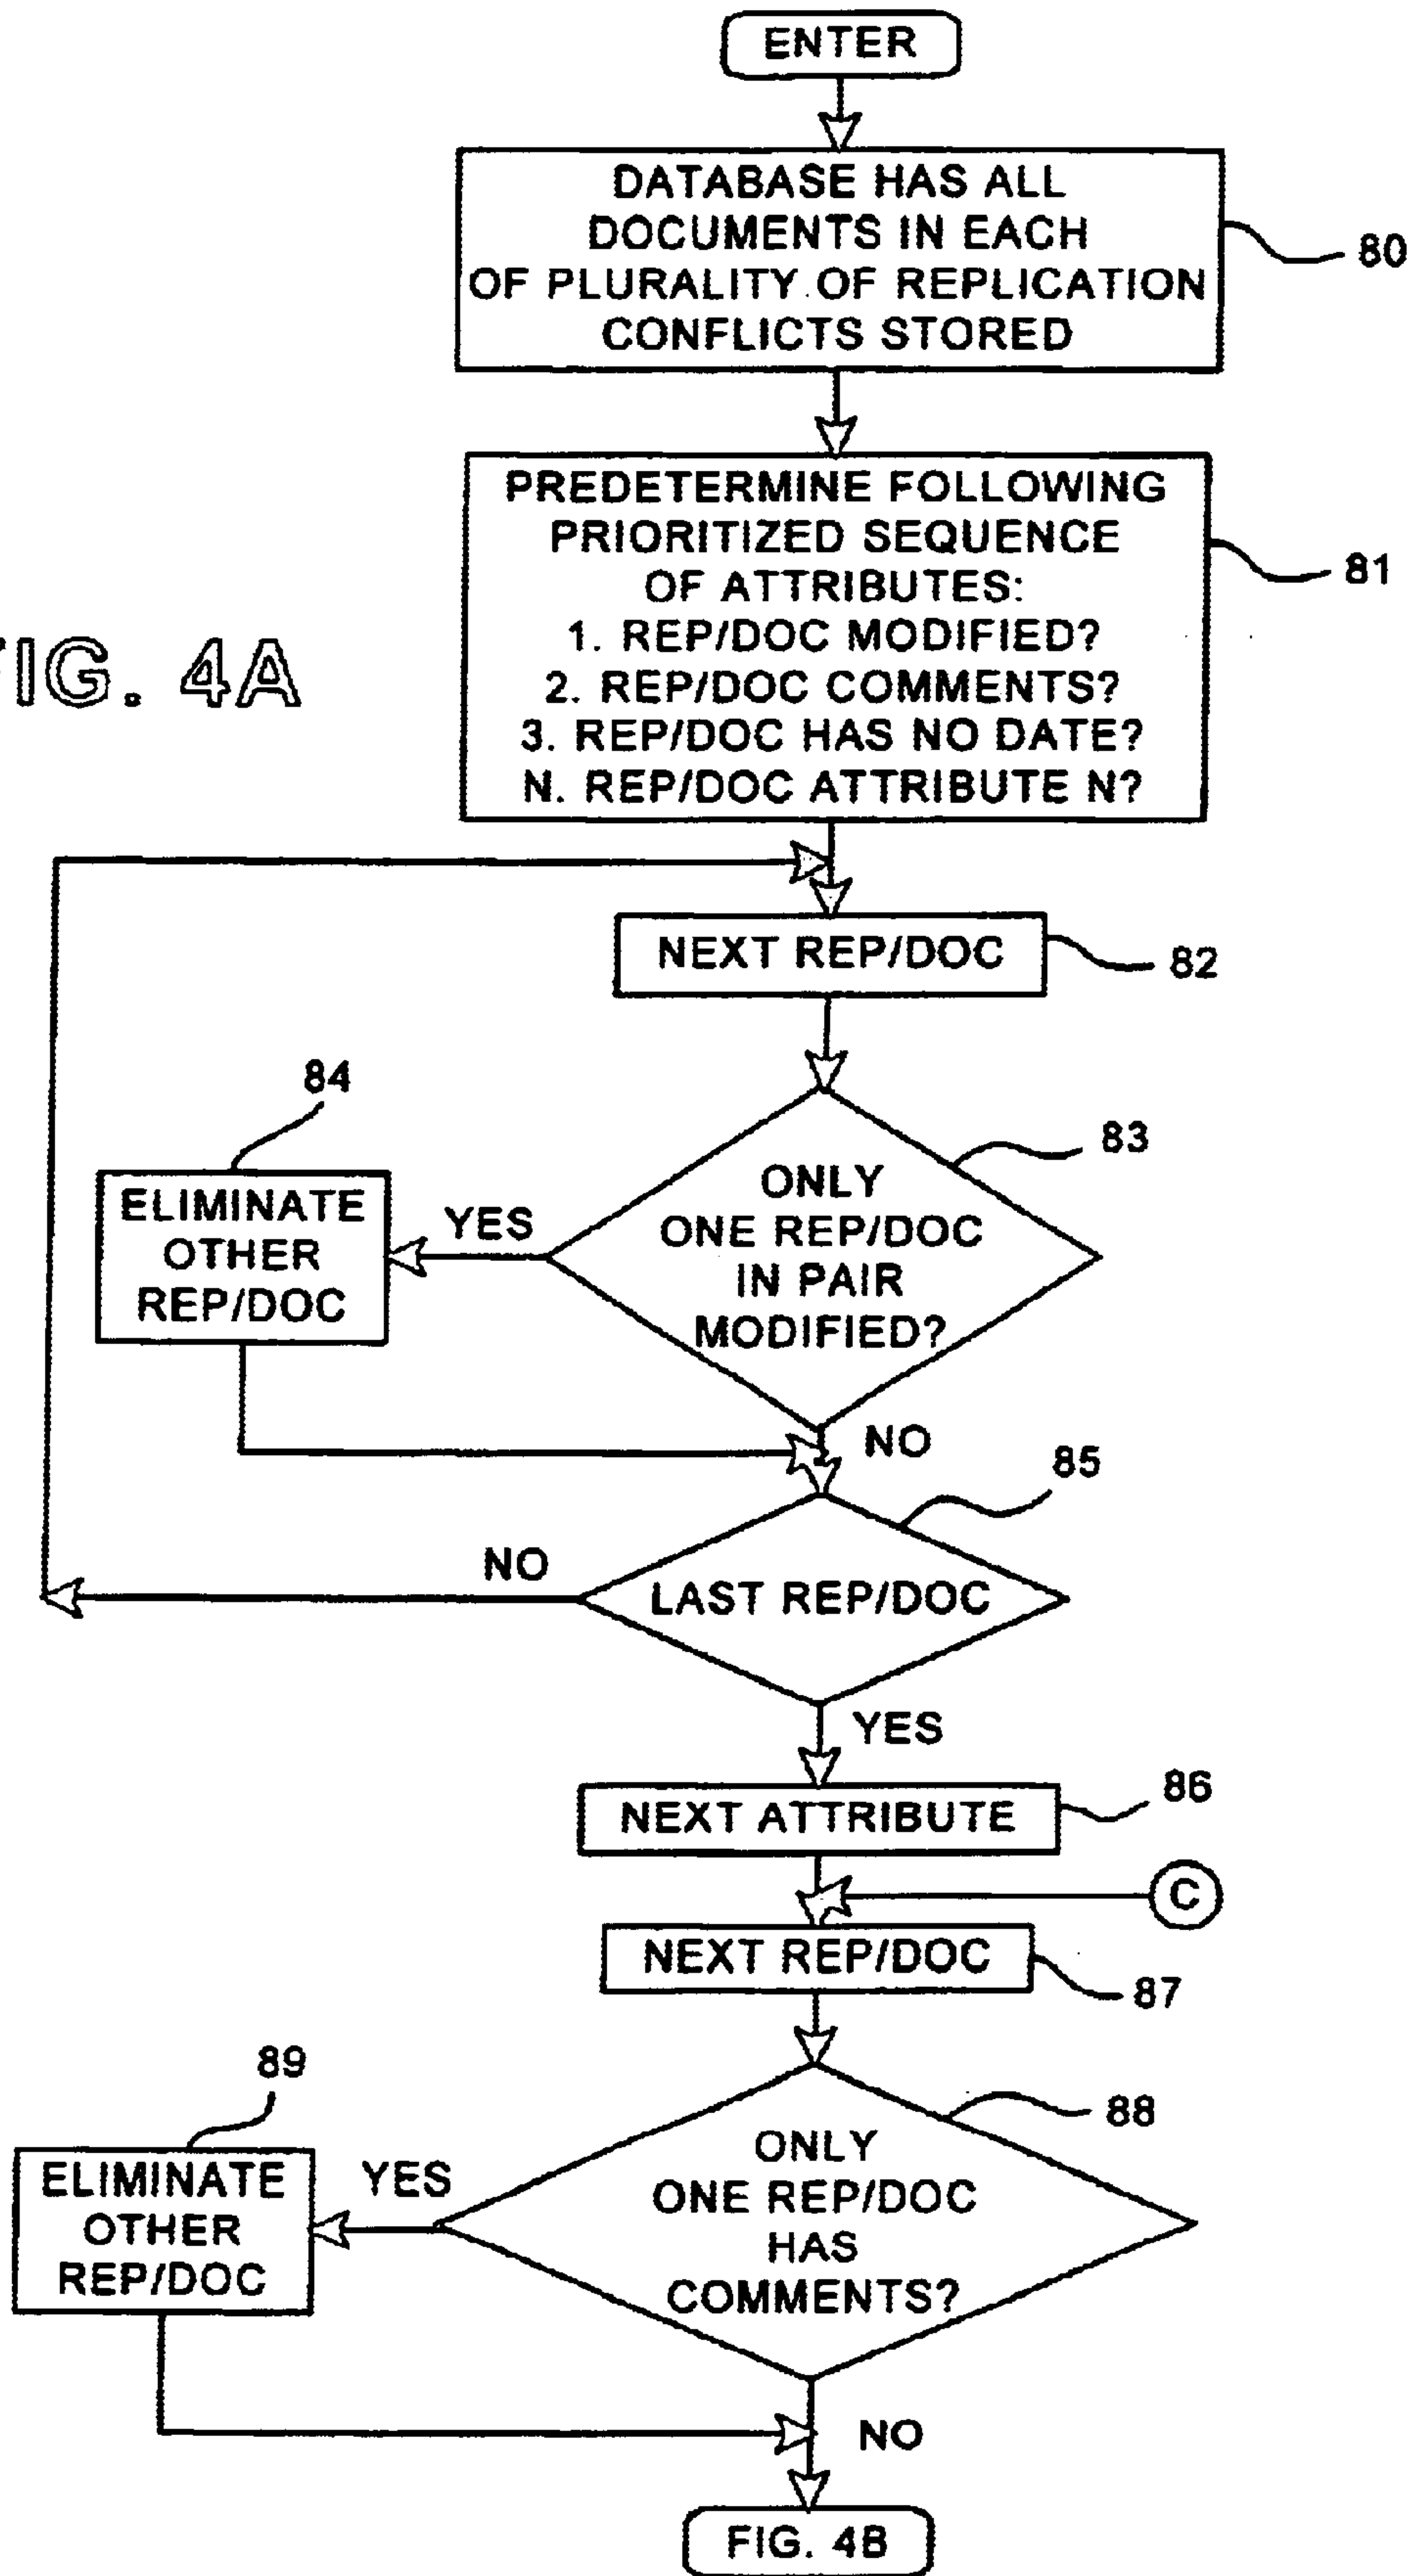 ENTER
DATABASE HAS ALL
DOCUMENTS IN EACH
OF PLURALITY OF REPLICATION
CONFLICTS STORED
80
PREDETERMINE FOLLOWING
PRIORITIZED SEQUENCE
OF ATTRIBUTES:
1. REP/DOC MODIFIED?
2. REP/DOC COMMENTS?
3. REP/DOC HAS NO DATE?
N. REP/DOC ATTRIBUTE N?
81
IG. 4A
NEXT REP/DOC
82
84
83
ELIMINATE
OTHER
REP/DOC
YES
ONLY
ONE REP/DOC
IN PAIR
MODIFIED?
NO
85
NO
LAST REP/DOC
YES
86
NEXT ATTRIBUTE
C
NEXT REP/DOC
87
89
88
ELIMINATE
OTHER
REP/DOC
YES
ONLY
ONE REP/DOC
HAS
COMMENTS?
NO
FIG. 4B